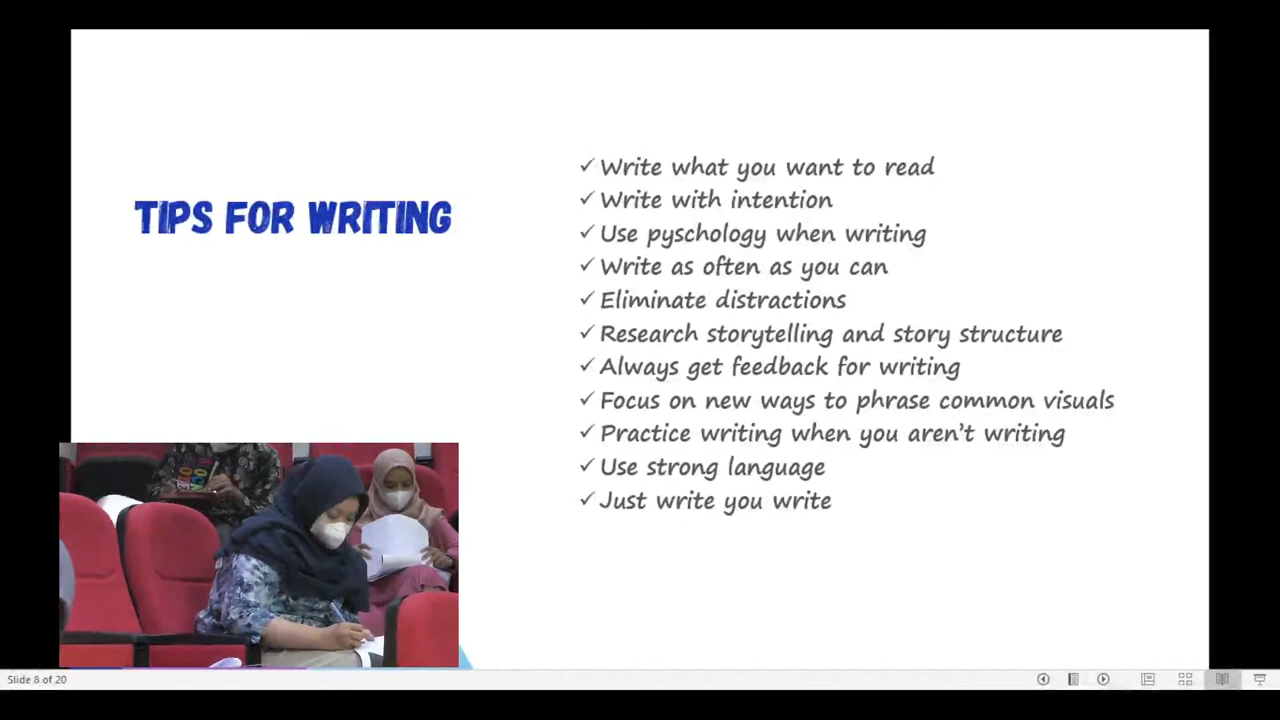 TIPS FOR WRITING
✓ Write what you want to read
✓ Write with intention
✓ Use pyschology when writing
✓ Write as often as you can
✓ Eliminate distractions
✓ Research storytelling and story structure
✓ Always get feedback for writing
✓ Focus on new ways to phrase common visuals
✓ Practice writing when you aren't writing
✓ Use strong language
✓ Just write you write
Slide 8 of 20